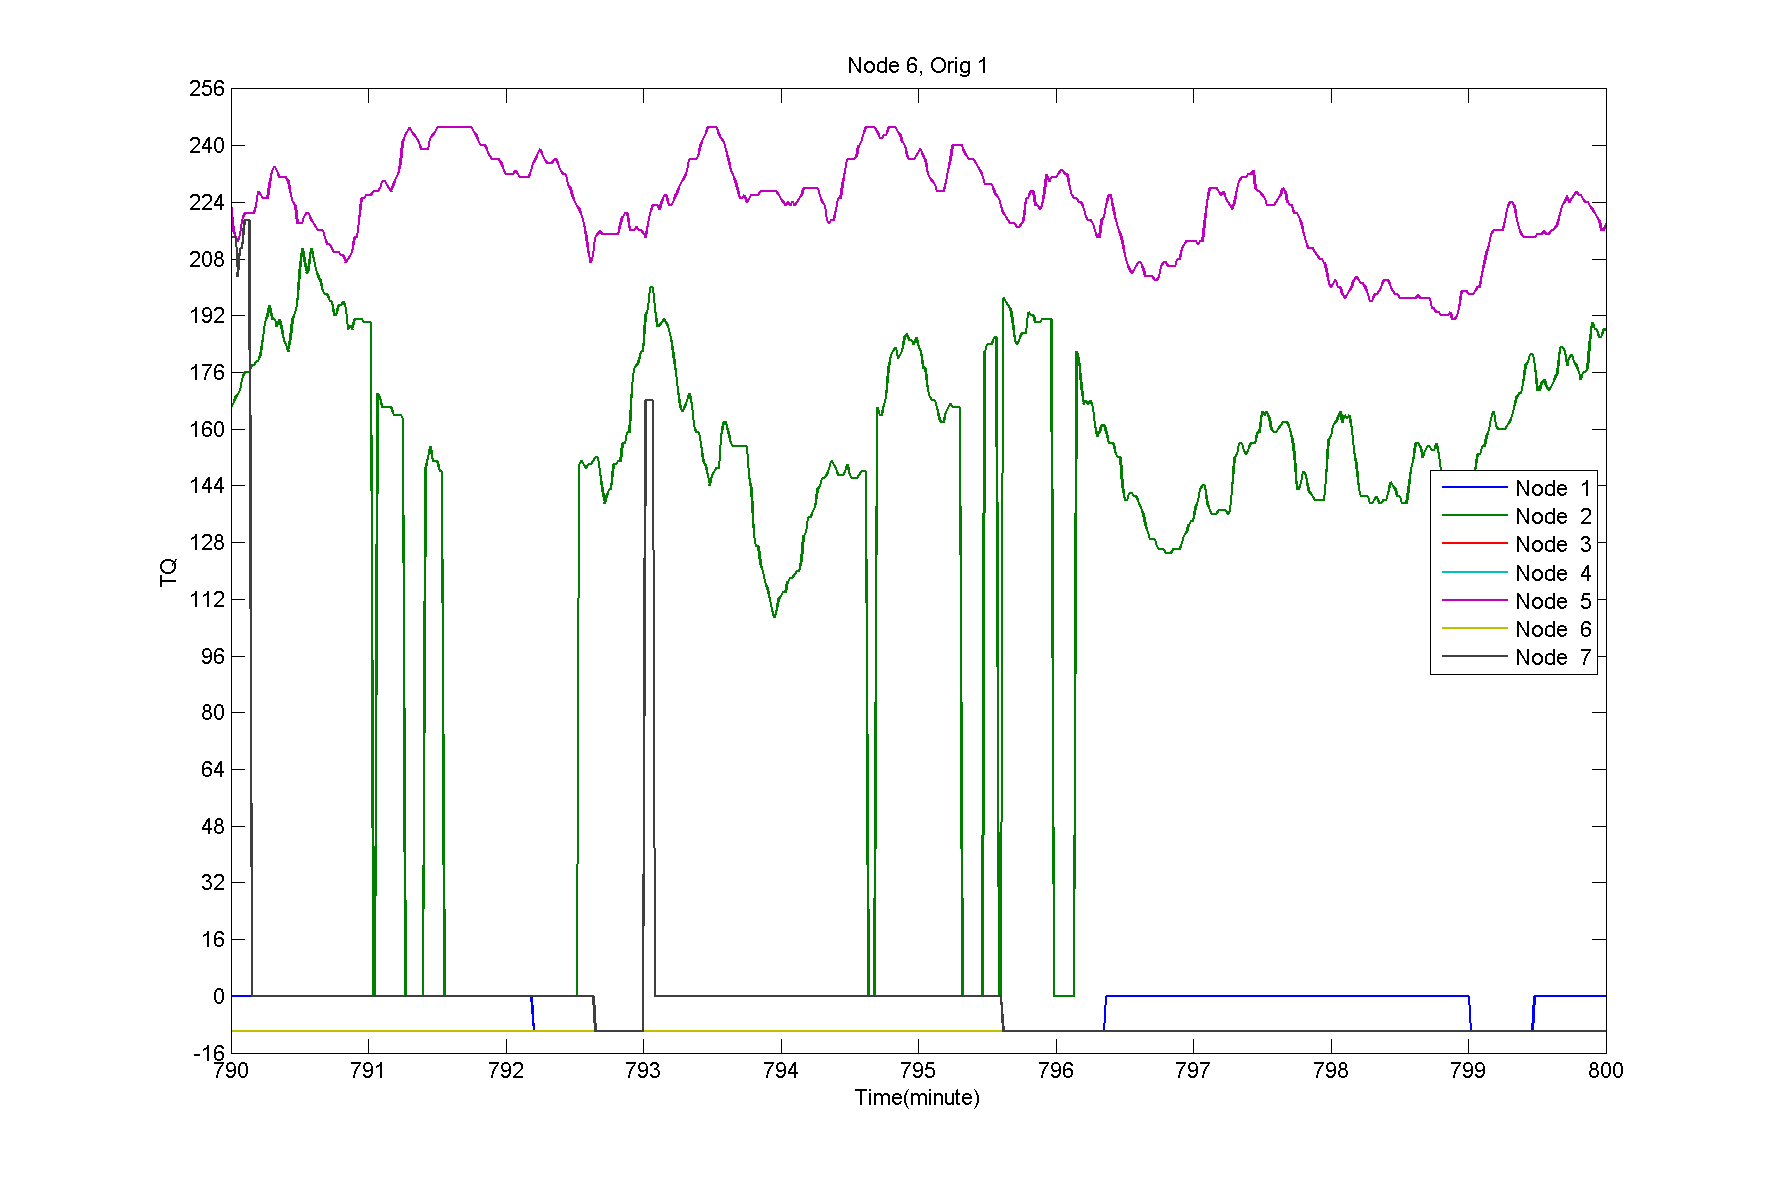 Node 6, Orig 1
256
240
224
208
192
176
160
144
128
112
96
80
64
48
32
16
0
-16
TQ
Node 1
Node 2
Node 3
Node 4
Node 5
Node 6
Node 7
790 791 792 793 794 795 796 797 798 799 800
Time(minute)